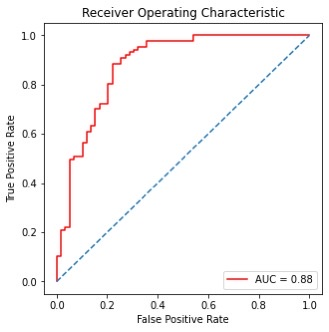 Receiver Operating Characteristic
1.0
0.8
0.6
0.4
0.2
0.0
True Positive Rate
AUC = 0.88
0.0 0.2 0.4 0.6 0.8 1.0
False Positive Rate